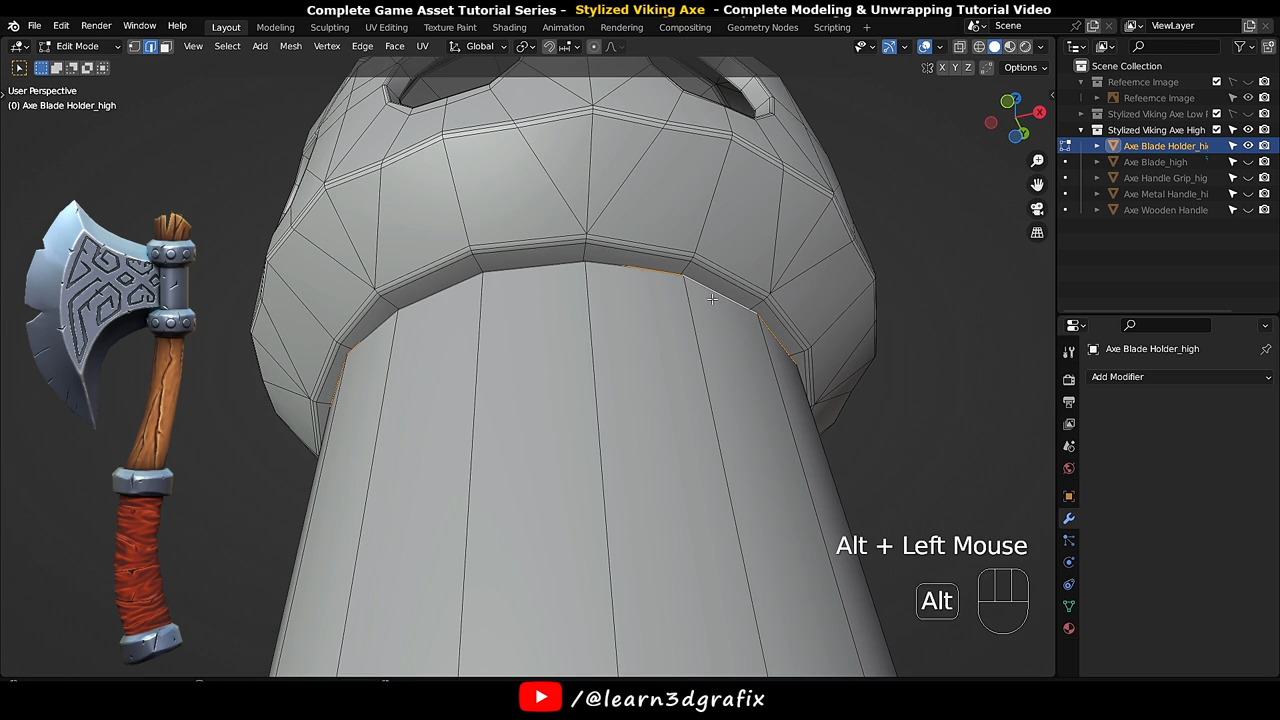 Complete Game Asset Tutorial Series - Stylized Viking Axe - Complete Modeling & Unwrapping Tutorial Video
File Edit Render Window Help Layout Modeling Sculpting UV Editing Texture Paint Shading Animation Rendering Compositing Geometry Nodes Scripting + Scene ViewLayer
Edit Mode View Select Add Mesh Vertex Edge Face UV Global
X Y Z Options
User Perspective
(0) Axe Blade Holder_high
Scene Collection
Refeernce Image
Refeernce Image
Stylized Viking Axe Low
Stylized Viking Axe High
Axe Blade Holder_hi
Axe Blade_high
Axe Handle Grip_hig
Axe Metal Handle_hi
Axe Wooden Handle
Axe Blade Holder_high
Add Modifier
Alt + Left Mouse
Alt
/@learn3dgrafix